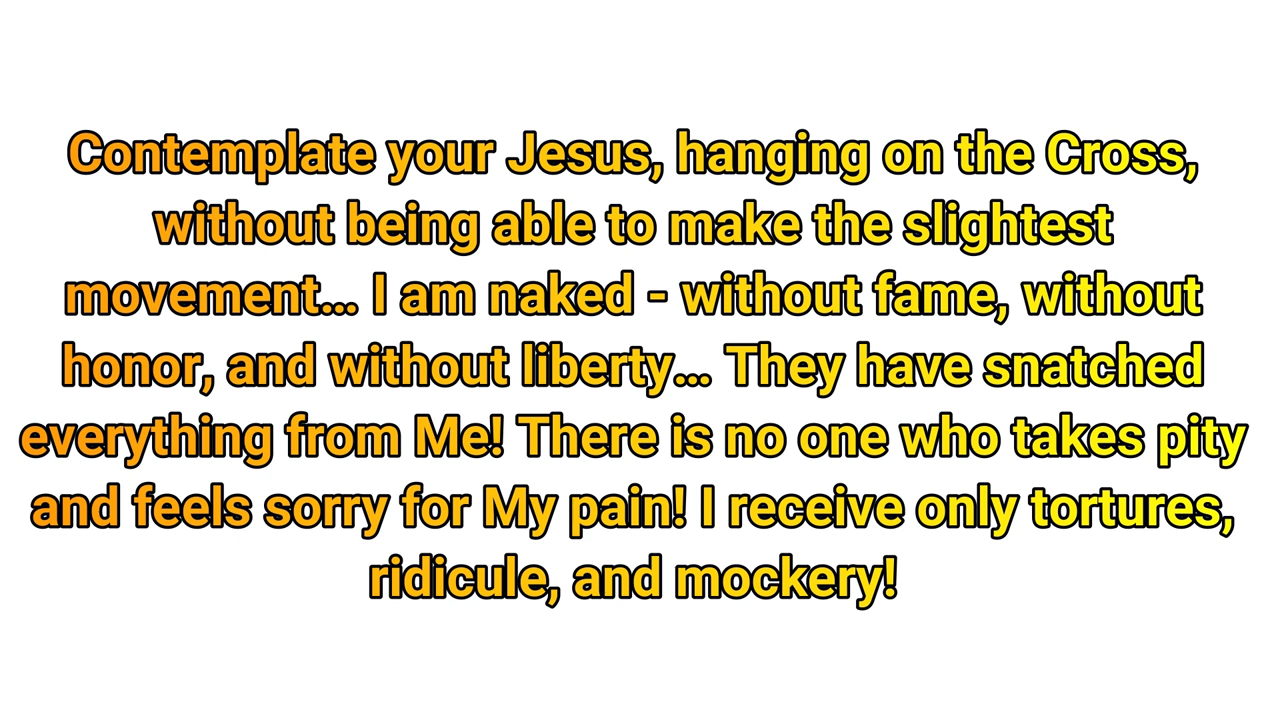 Contemplate your Jesus, hanging on the Cross,
without being able to make the slightest
movement... I am naked - without fame, without
honor, and without liberty... They have snatched
everything from Me! There is no one who takes pity
and feels sorry for My pain! I receive only tortures,
ridicule, and mockery!